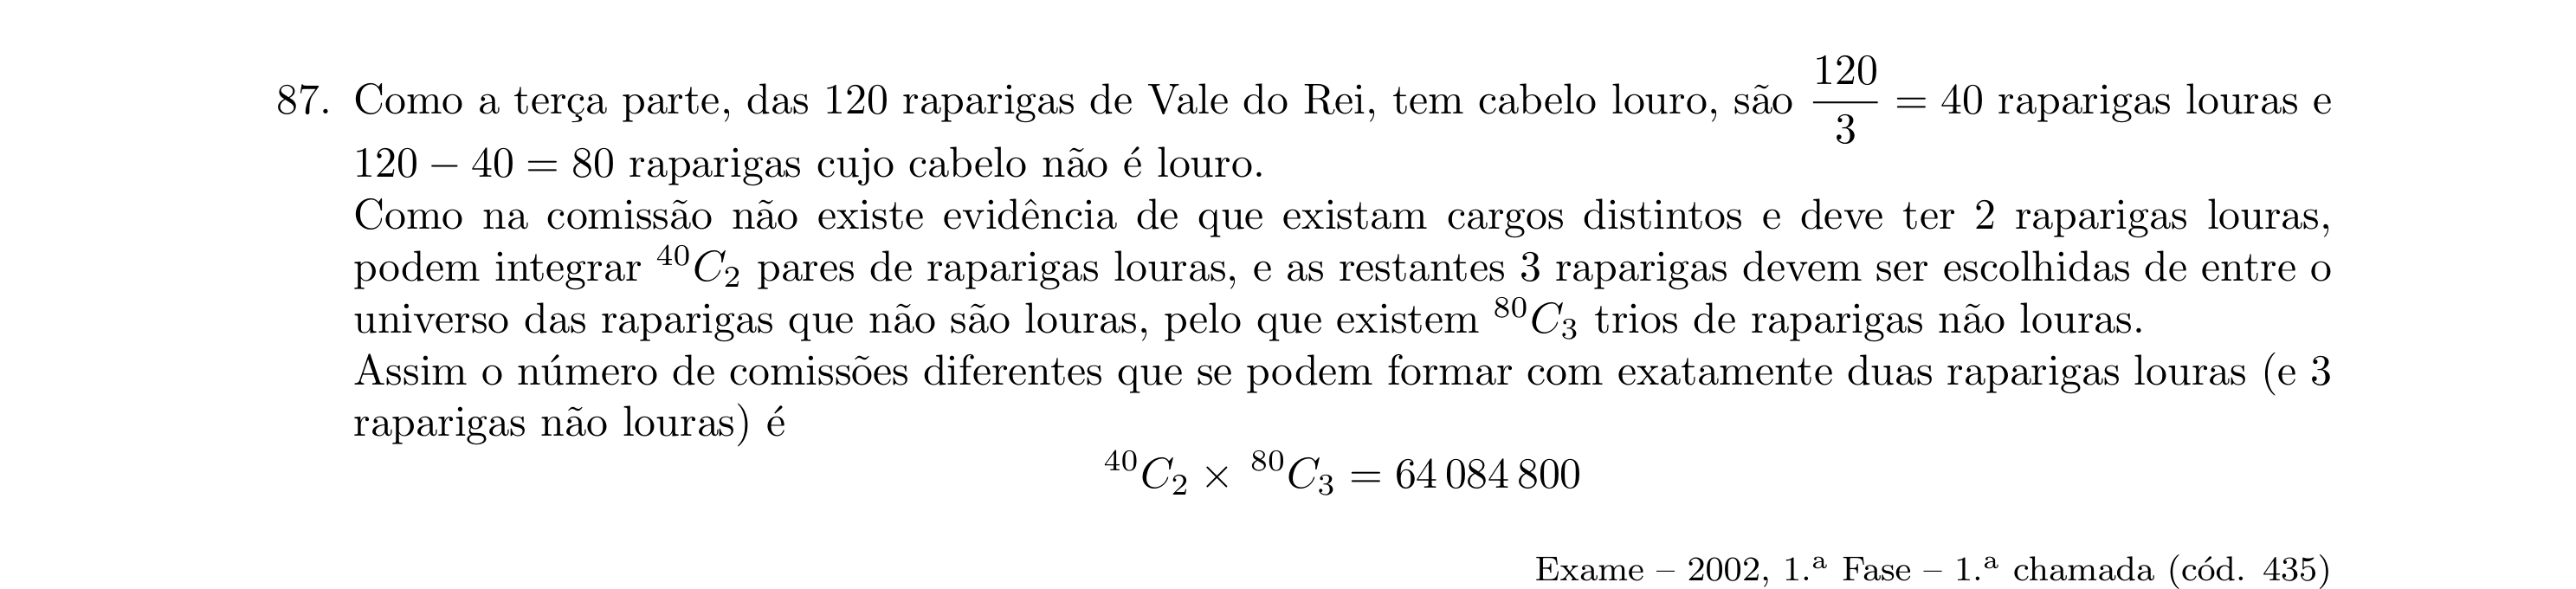 87. Como a terça parte, das 120 raparigas de Vale do Rei, tem cabelo louro, são $\frac{120}{3} = 40$ raparigas louras e
120 − 40 = 80 raparigas cujo cabelo não é louro.
Como na comissão não existe evidência de que existam cargos distintos e deve ter 2 raparigas louras,
podem integrar $^{40}C_2$ pares de raparigas louras, e as restantes 3 raparigas devem ser escolhidas de entre o
universo das raparigas que não são louras, pelo que existem $^{80}C_3$ trios de raparigas não louras.
Assim o número de comissões diferentes que se podem formar com exatamente duas raparigas louras (e 3
raparigas não louras) é
$^{40}C_2 \times {}^{80}C_3 = 64\,084\,800$
Exame – 2002, 1.ª Fase – 1.ª chamada (cód. 435)